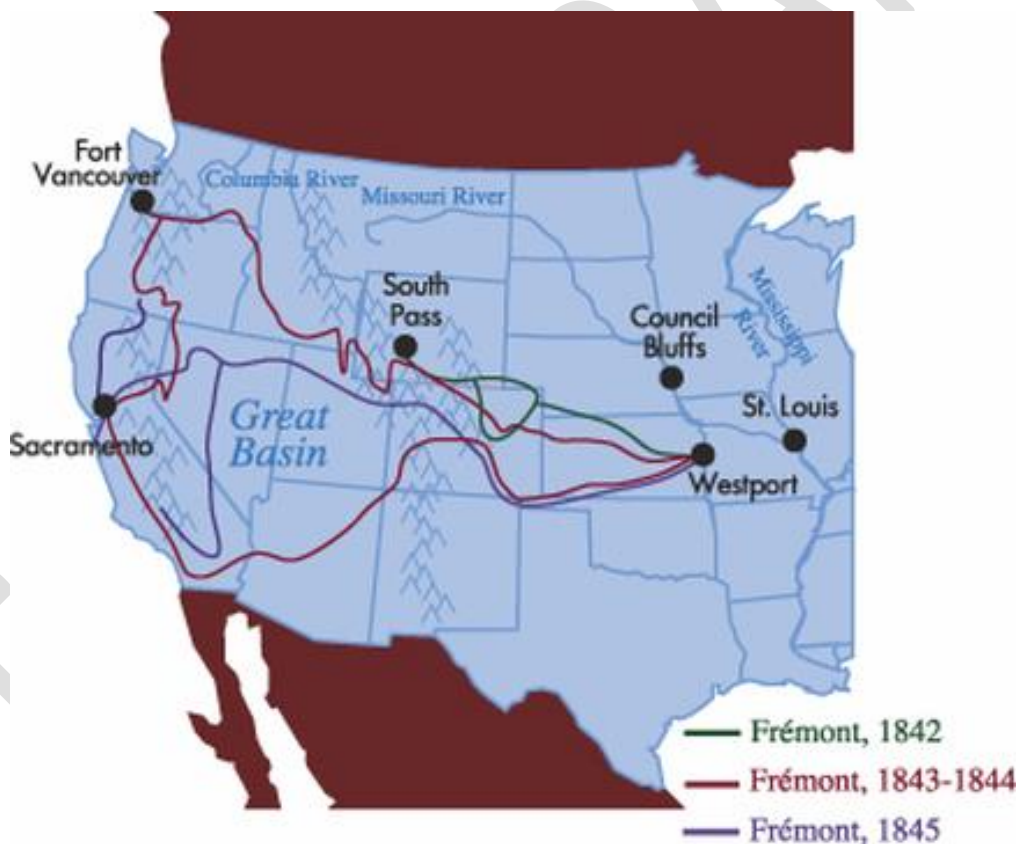 Fort
Vancouver
Columbia River
Missouri River
South
Pass
Council
Bluffs
Mississippi
River
St. Louis
Great
Basin
Sacramento
Westport
Frémont, 1842
Frémont, 1843-1844
Frémont, 1845